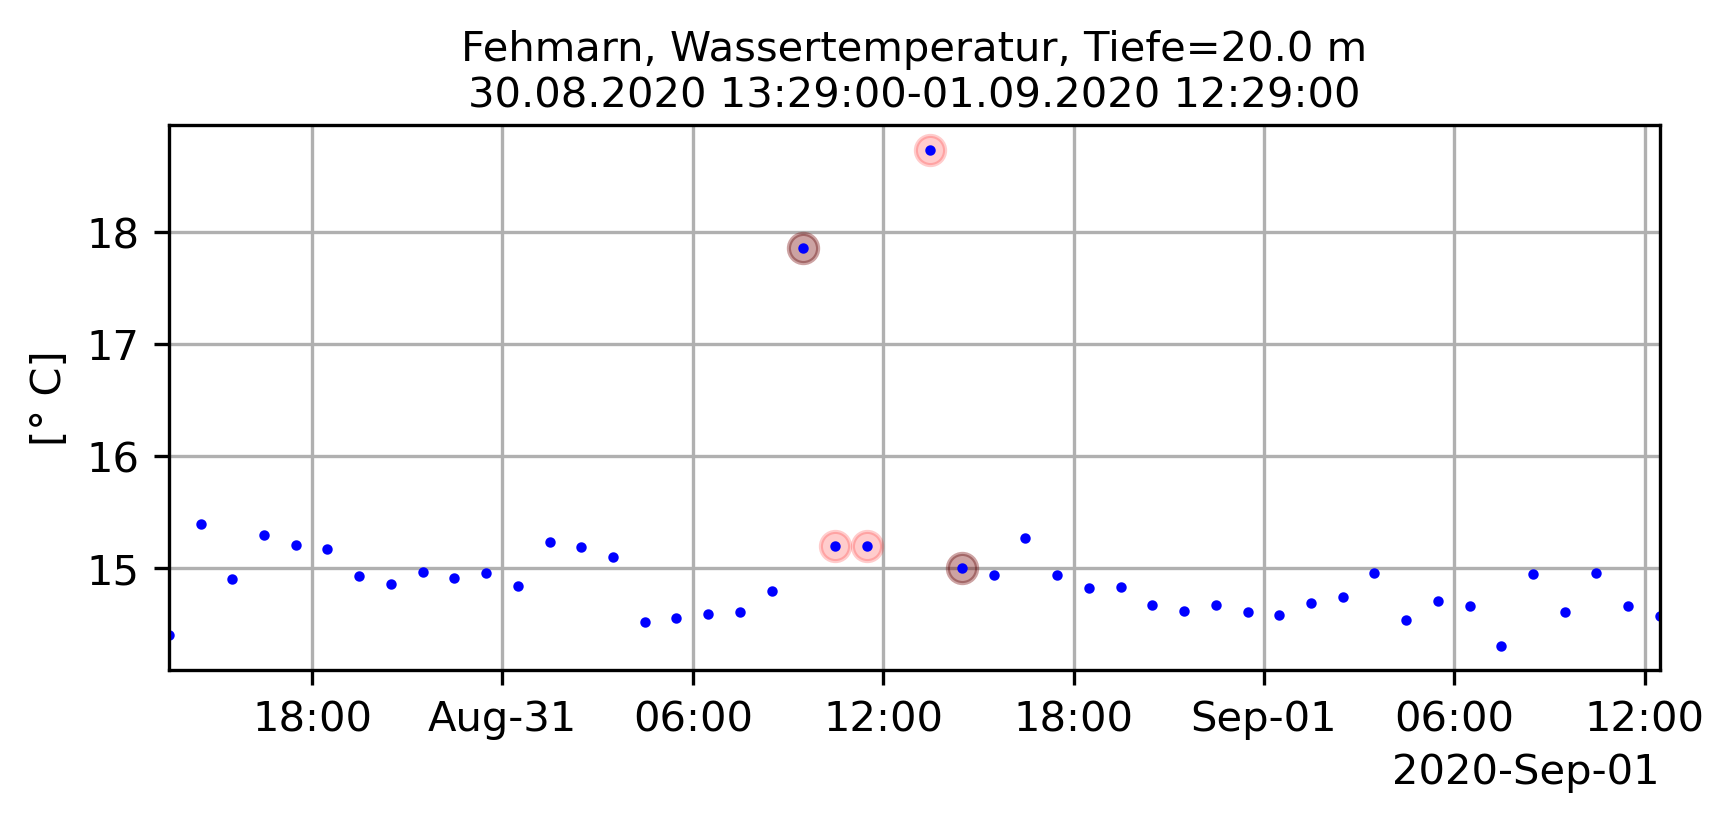 Fehmarn, Wassertemperatur, Tiefe=20.0 m
30.08.2020 13:29:00-01.09.2020 12:29:00
18
17
16
15
[° C]
18:00 Aug-31 06:00 12:00 18:00 Sep-01 06:00 12:00
2020-Sep-01